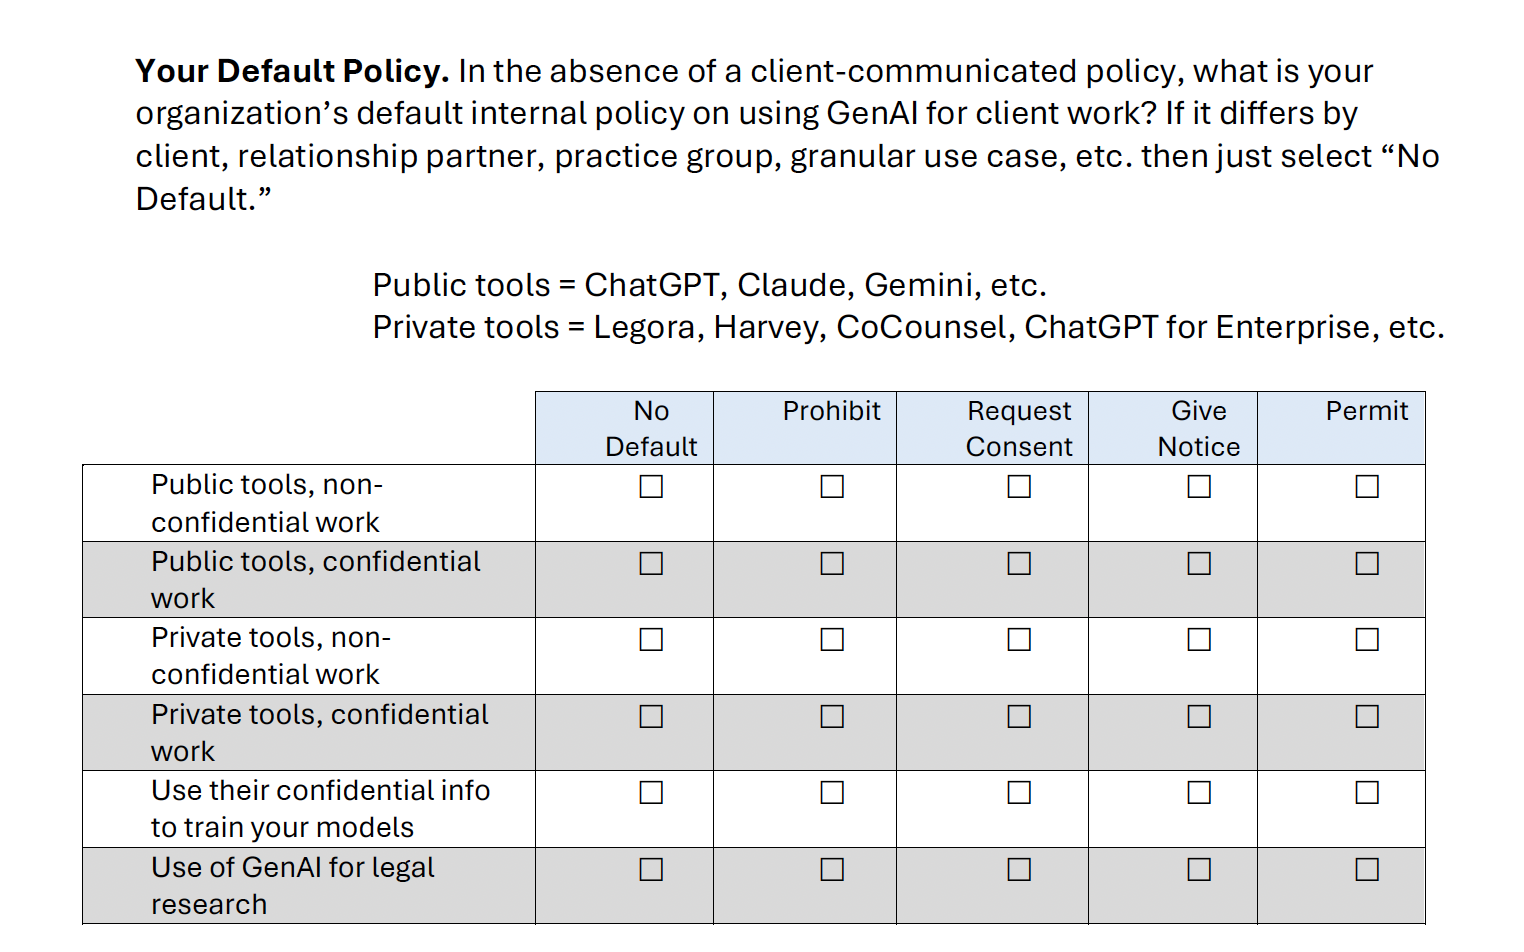 Your Default Policy. In the absence of a client-communicated policy, what is your
organization’s default internal policy on using GenAI for client work? If it differs by
client, relationship partner, practice group, granular use case, etc. then just select “No
Default.”
Public tools = ChatGPT, Claude, Gemini, etc.
Private tools = Legora, Harvey, CoCounsel, ChatGPT for Enterprise, etc.
No Default Prohibit Request Consent Give Notice Permit
Public tools, non-
confidential work ☐ ☐ ☐ ☐ ☐
Public tools, confidential
work ☐ ☐ ☐ ☐ ☐
Private tools, non-
confidential work ☐ ☐ ☐ ☐ ☐
Private tools, confidential
work ☐ ☐ ☐ ☐ ☐
Use their confidential info
to train your models ☐ ☐ ☐ ☐ ☐
Use of GenAI for legal
research ☐ ☐ ☐ ☐ ☐